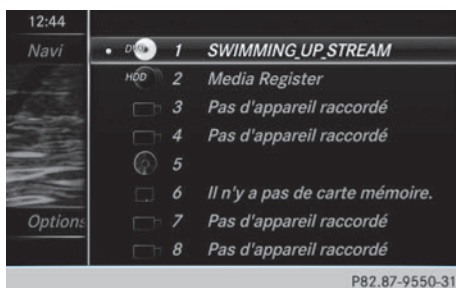 12:44
Navi
DVD 1 SWIMMING_UP_STREAM
HDD 2 Media Register
3 Pas d'appareil raccordé
4 Pas d'appareil raccordé
5
6 Il n'y a pas de carte mémoire.
Options 7 Pas d'appareil raccordé
8 Pas d'appareil raccordé
P82.87-9550-31